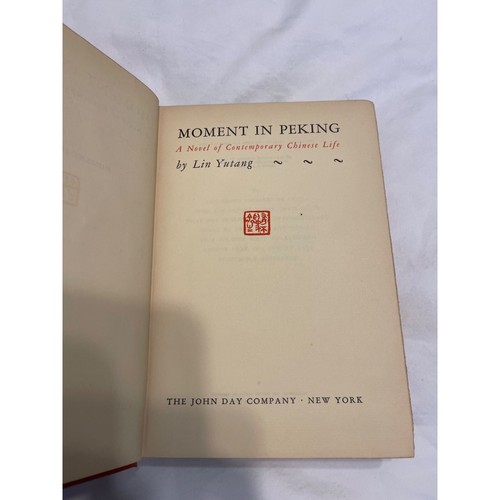 MOMENT IN PEKING
A Novel of Contemporary Chinese Life
by Lin Yutang ~ ~ ~
THE JOHN DAY COMPANY · NEW YORK